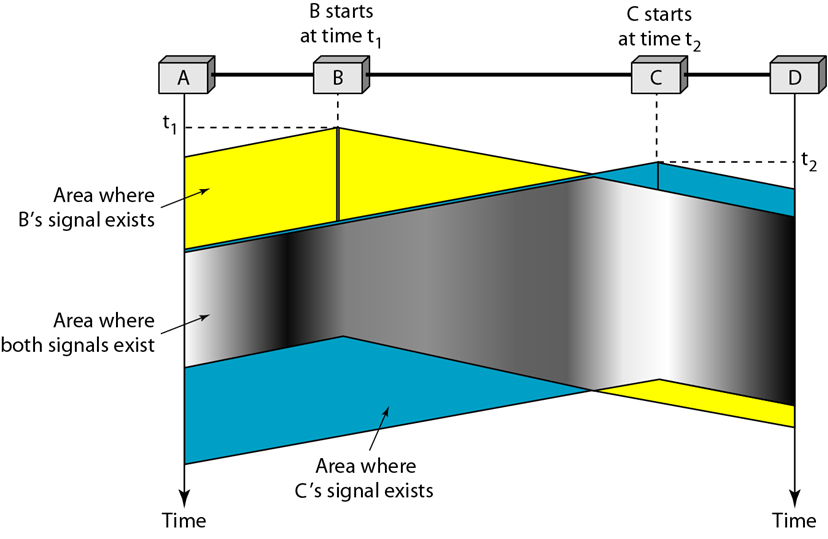 B starts
at time t₁
C starts
at time t₂
A
B
C
D
t₁
t₂
Area where
B's signal exists
Area where
both signals exist
Area where
C's signal exists
Time
Time